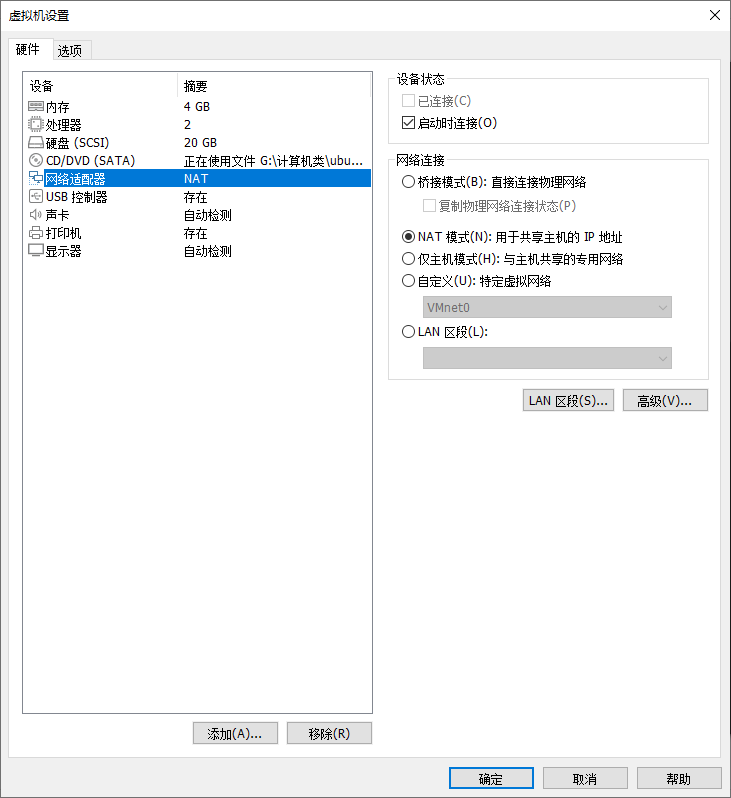 虚拟机设置
硬件 选项
设备 摘要
内存 4 GB
处理器 2
硬盘 (SCSI) 20 GB
CD/DVD (SATA) 正在使用文件 G:\计算机类\ubu...
网络适配器 NAT
USB 控制器 存在
声卡 自动检测
打印机 存在
显示器 自动检测
添加(A)... 移除(R)
设备状态
已连接(C)
启动时连接(O)
网络连接
桥接模式(B): 直接连接物理网络
复制物理网络连接状态(P)
NAT 模式(N): 用于共享主机的 IP 地址
仅主机模式(H): 与主机共享的专用网络
自定义(U): 特定虚拟网络
VMnet0
LAN 区段(L):
LAN 区段(S)... 高级(V)...
确定 取消 帮助